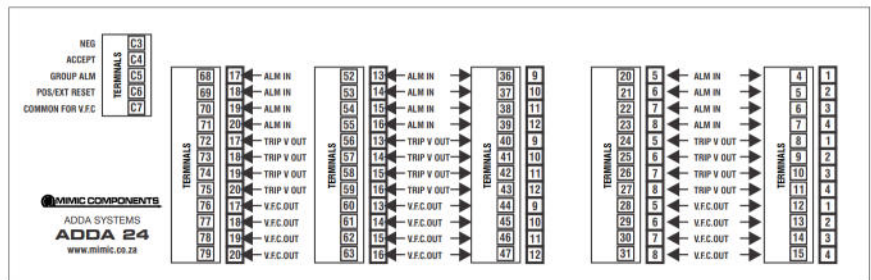 NEG C3
ACCEPT C4
GROUP ALM C5
POS/EXT RESET C6
COMMON FOR V.F.C C7
TERMINALS
68 17 ALM IN 52 13 ALM IN 36 9 20 5 ALM IN 4 1
69 18 ALM IN 53 14 ALM IN 37 10 21 6 ALM IN 5 2
70 19 ALM IN 54 15 ALM IN 38 11 22 7 ALM IN 6 3
71 20 ALM IN 55 16 ALM IN 39 12 23 8 ALM IN 7 4
72 17 TRIP V OUT 56 13 TRIP V OUT 40 9 24 5 TRIP V OUT 8 1
73 18 TRIP V OUT 57 14 TRIP V OUT 41 10 25 6 TRIP V OUT 9 2
74 19 TRIP V OUT 58 15 TRIP V OUT 42 11 26 7 TRIP V OUT 10 3
75 20 TRIP V OUT 59 16 TRIP V OUT 43 12 27 8 TRIP V OUT 11 4
76 17 V.F.C.OUT 60 13 V.F.C.OUT 44 9 28 5 V.F.C.OUT 12 1
77 18 V.F.C.OUT 61 14 V.F.C.OUT 45 10 29 6 V.F.C.OUT 13 2
78 19 V.F.C.OUT 62 15 V.F.C.OUT 46 11 30 7 V.F.C.OUT 14 3
79 20 V.F.C.OUT 63 16 V.F.C.OUT 47 12 31 8 V.F.C.OUT 15 4
TERMINALS
TERMINALS
TERMINALS
TERMINALS
TERMINALS
MIMIC COMPONENTS
ADDA SYSTEMS
ADDA 24
www.mimic.co.za